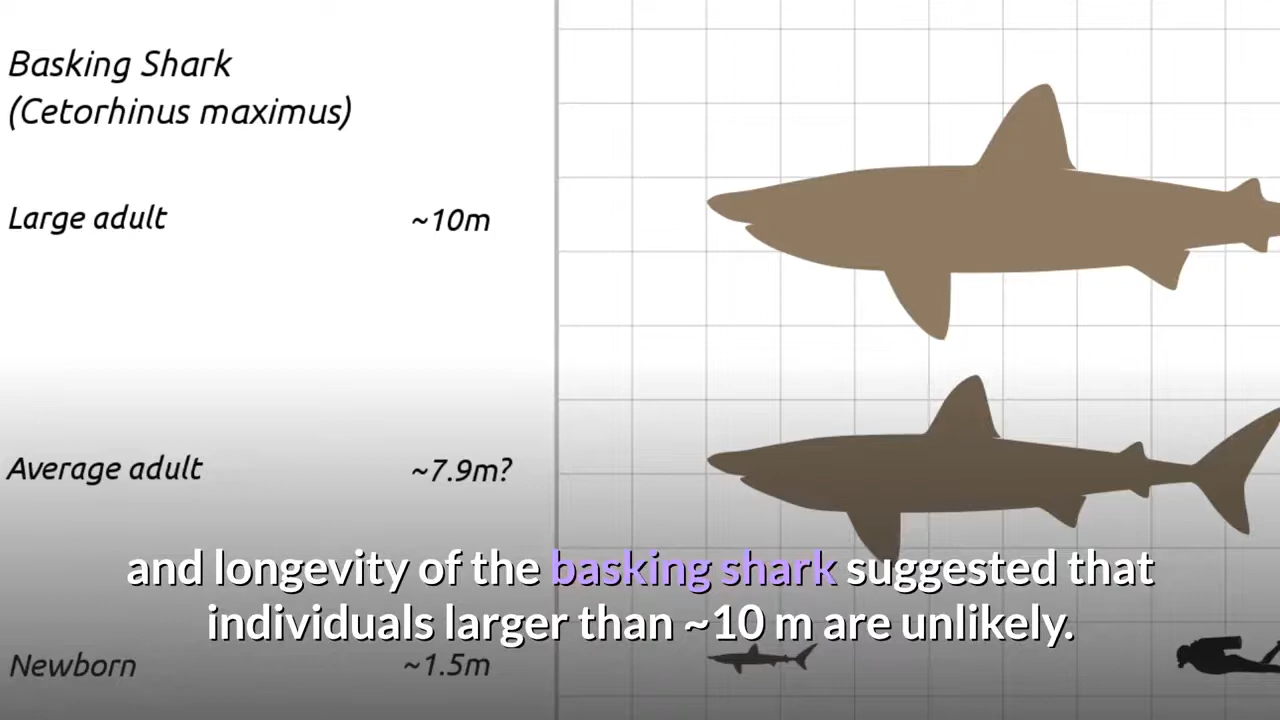 Basking Shark
(Cetorhinus maximus)
Large adult ~10m
Average adult ~7.9m?
and longevity of the basking shark suggested that
individuals larger than ~10 m are unlikely.
Newborn ~1.5m